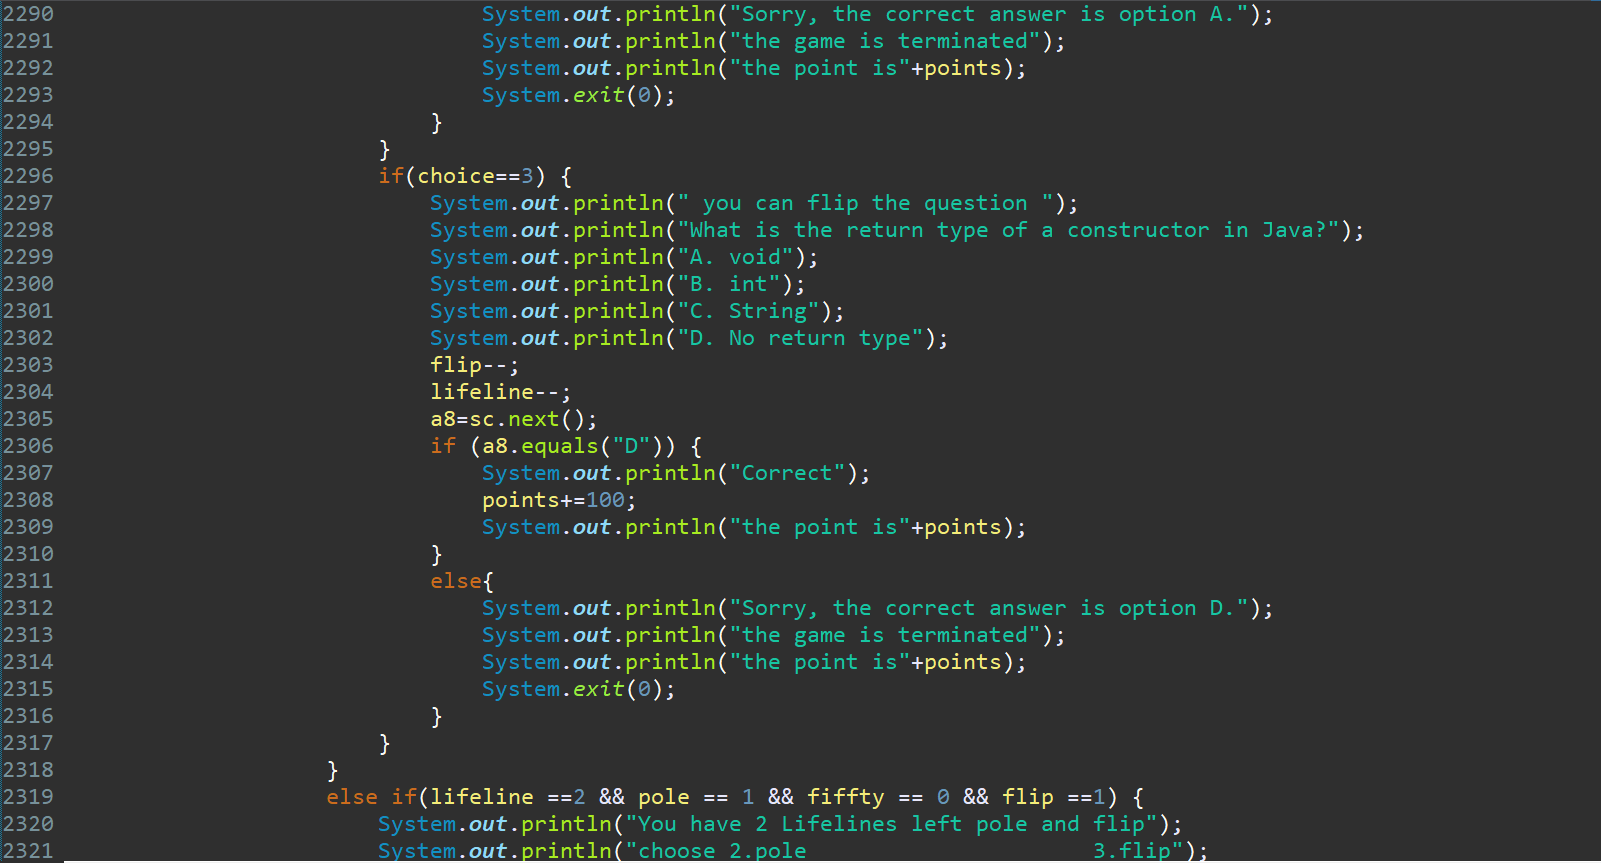 2290 System.out.println("Sorry, the correct answer is option A.");
2291 System.out.println("the game is terminated");
2292 System.out.println("the point is"+points);
2293 System.exit(0);
2294 }
2295 }
2296 if(choice==3) {
2297 System.out.println(" you can flip the question ");
2298 System.out.println("What is the return type of a constructor in Java?");
2299 System.out.println("A. void");
2300 System.out.println("B. int");
2301 System.out.println("C. String");
2302 System.out.println("D. No return type");
2303 flip--;
2304 lifeline--;
2305 a8=sc.next();
2306 if (a8.equals("D")) {
2307 System.out.println("Correct");
2308 points+=100;
2309 System.out.println("the point is"+points);
2310 }
2311 else{
2312 System.out.println("Sorry, the correct answer is option D.");
2313 System.out.println("the game is terminated");
2314 System.out.println("the point is"+points);
2315 System.exit(0);
2316 }
2317 }
2318 }
2319 else if(lifeline ==2 && pole == 1 && fiffty == 0 && flip ==1) {
2320 System.out.println("You have 2 Lifelines left pole and flip");
2321 System.out.println("choose 2.pole                      3.flip");